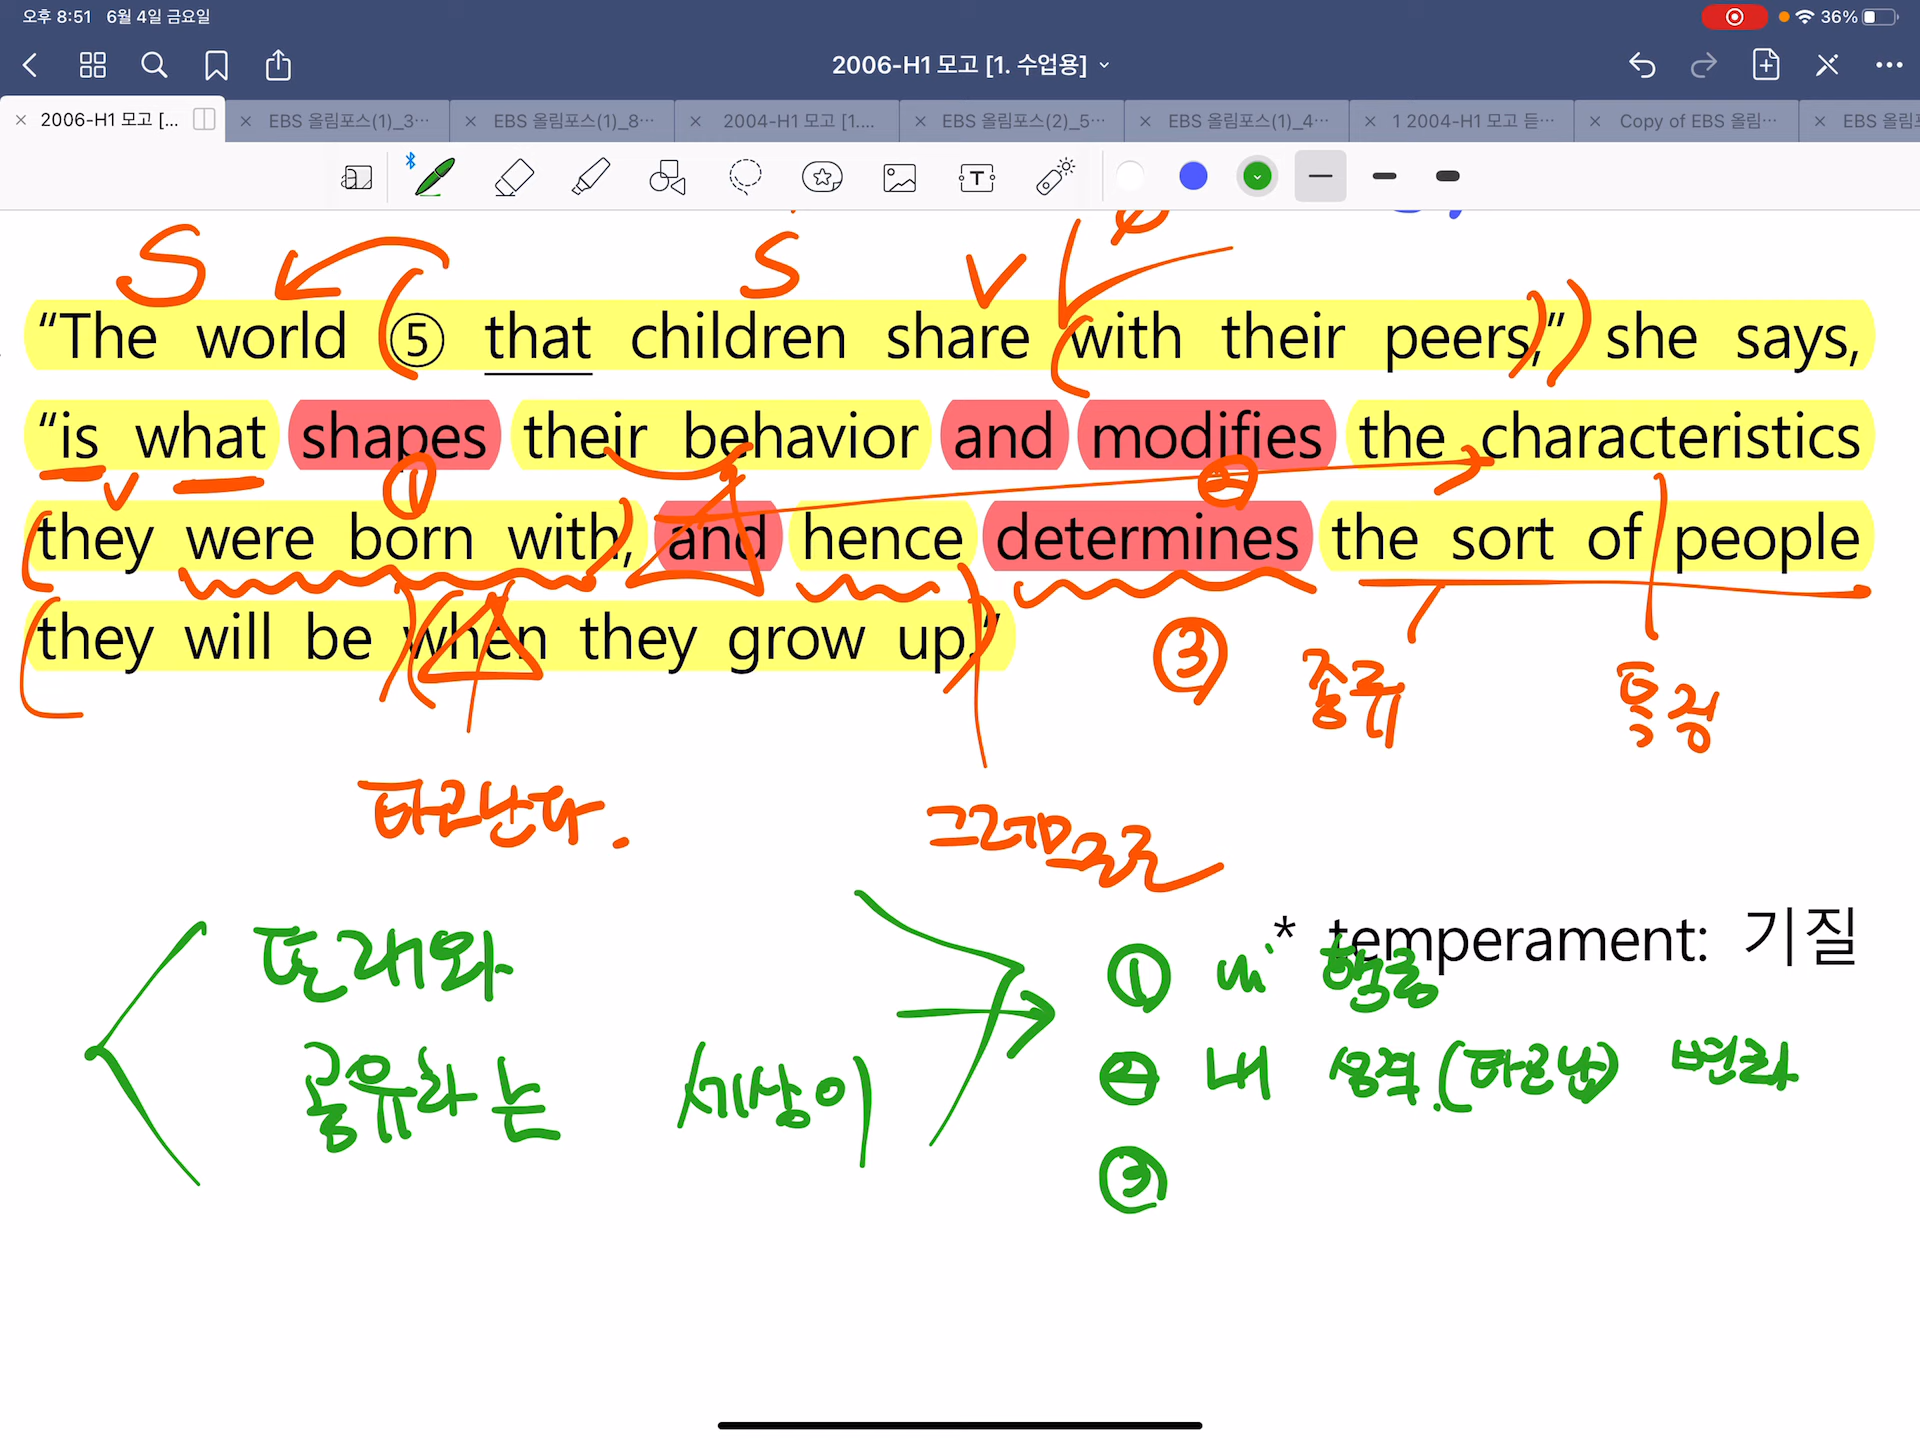 오후 8:51 6월 4일 금요일
36%
2006-H1 모고 [1. 수업용]
2006-H1 모고 [...
EBS 올림포스(1)_3…
EBS 올림포스(1)_8…
2004-H1 모고 [1....
EBS 올림포스(2)_5…
EBS 올림포스(1)_4…
1 2004-H1 모고 듣…
Copy of EBS 올림…
EBS 올림포
S S V
“The world ⑤ that children share with their peers,” she says,
“is what shapes their behavior and modifies the characteristics
V ① ②
they were born with, and hence determines the sort of people
they will be when they grow up.”
③ 종류 특징
타고난다.
그러므로
* temperament: 기질
또래와
공유하는 세상이
① 내 행동
② 내 성격.(타고남) 변화
③